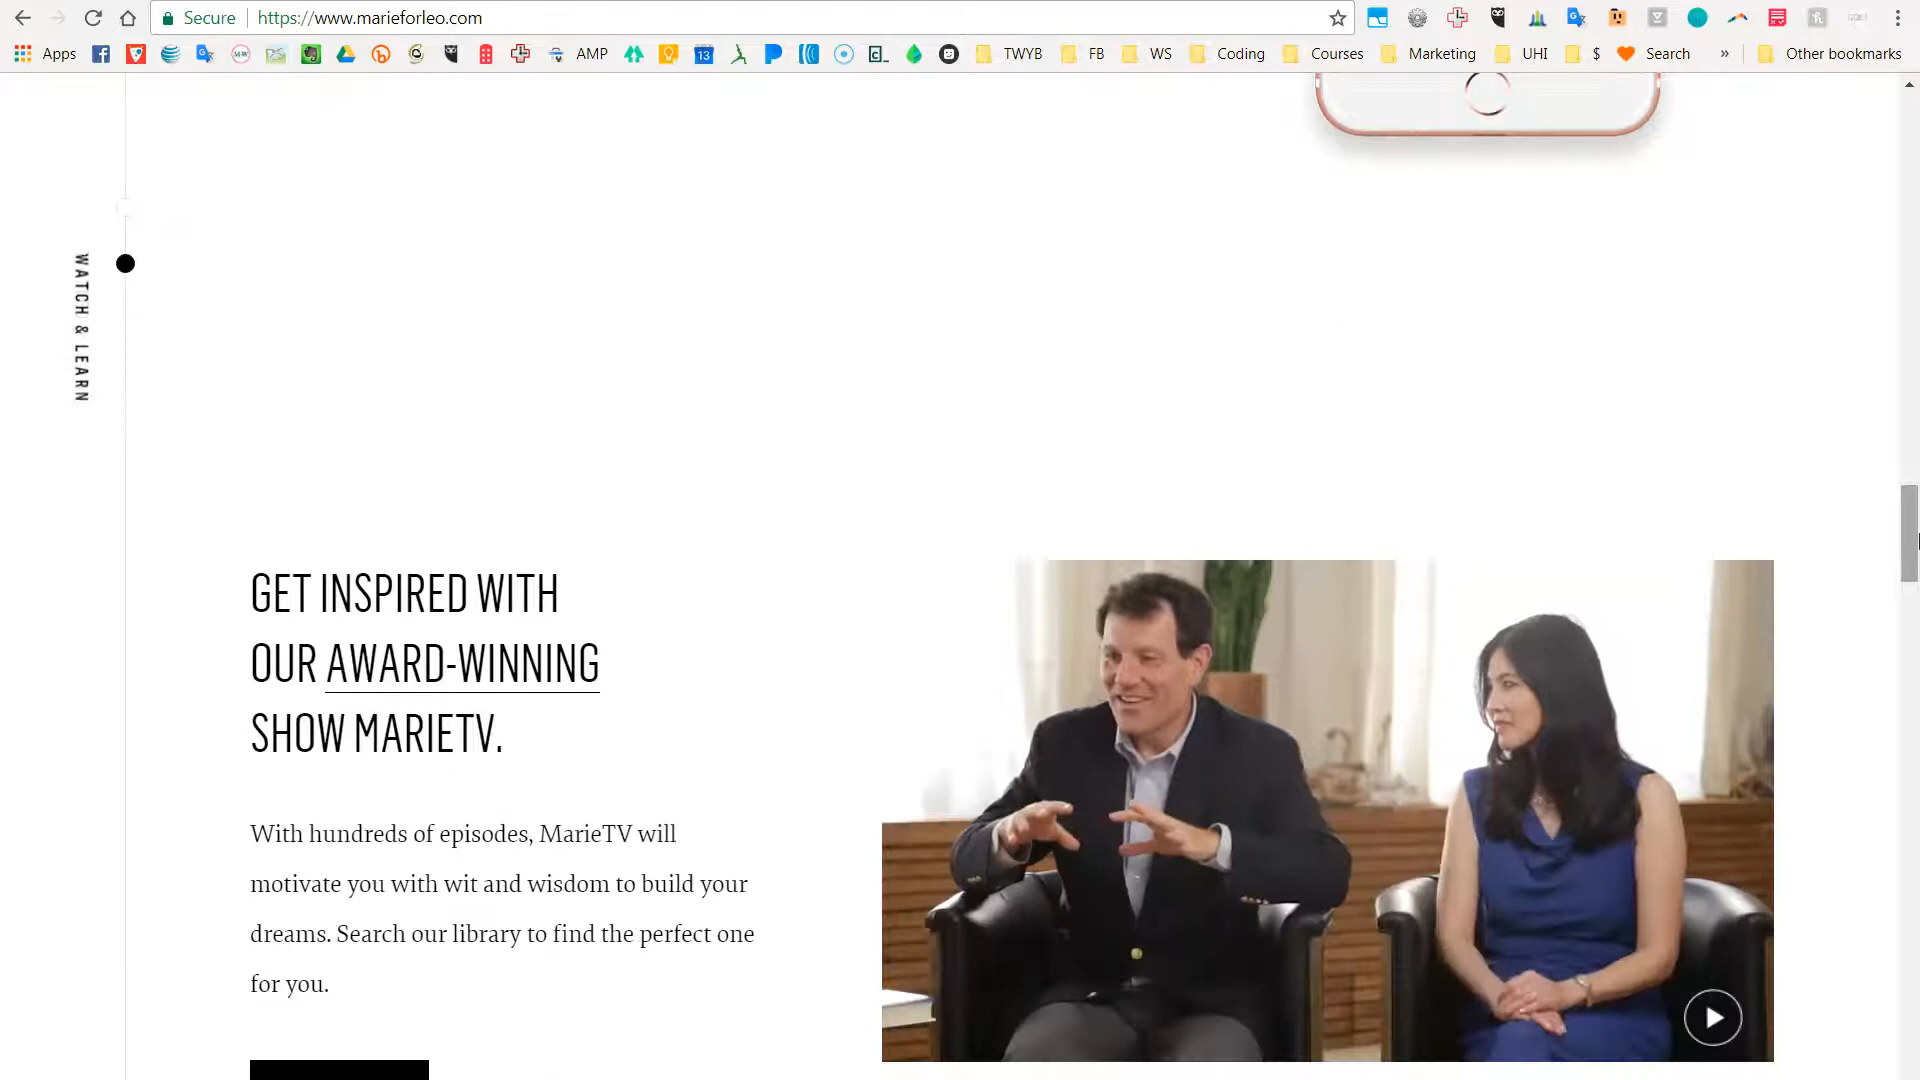 Secure https://www.marieforleo.com
Apps AMP 13 TWYB FB WS Coding Courses Marketing UHI $ Search » Other bookmarks
WATCH & LEARN
GET INSPIRED WITH
OUR AWARD-WINNING
SHOW MARIETV.
With hundreds of episodes, MarieTV will
motivate you with wit and wisdom to build your
dreams. Search our library to find the perfect one
for you.